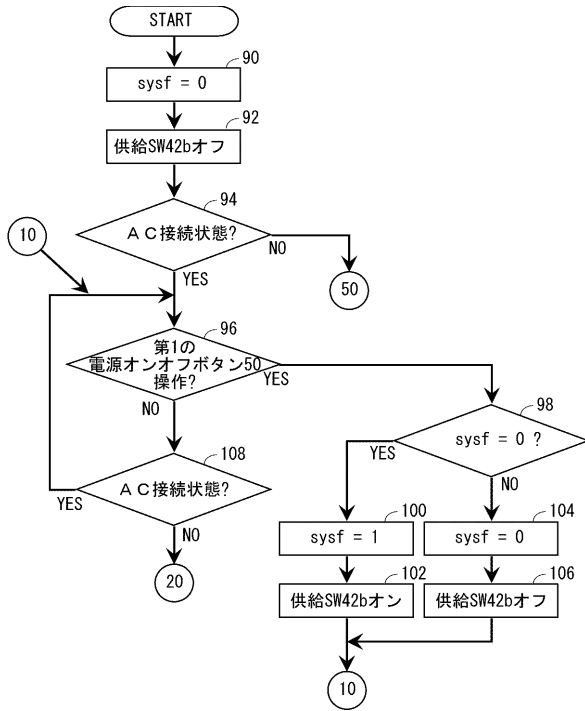 START
90
sysf = 0
92
供給SW42bオフ
94
ＡＣ接続状態?
NO
50
10
YES
96
第1の
電源オンオフボタン50
操作?
YES
NO
98
sysf = 0 ?
YES
NO
108
ＡＣ接続状態?
YES
NO
20
100
sysf = 1
104
sysf = 0
102
供給SW42bオン
106
供給SW42bオフ
10